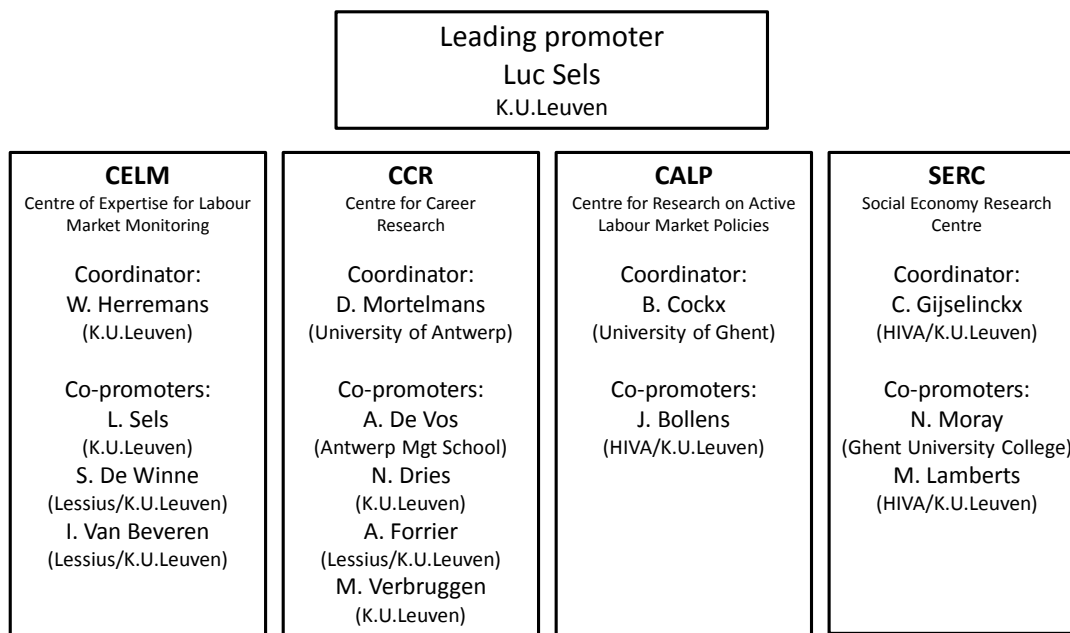 Leading promoter
Luc Sels
K.U.Leuven
CELM
Centre of Expertise for Labour
Market Monitoring
Coordinator:
W. Herremans
(K.U.Leuven)
Co-promoters:
L. Sels
(K.U.Leuven)
S. De Winne
(Lessius/K.U.Leuven)
I. Van Beveren
(Lessius/K.U.Leuven)
CCR
Centre for Career
Research
Coordinator:
D. Mortelmans
(University of Antwerp)
Co-promoters:
A. De Vos
(Antwerp Mgt School)
N. Dries
(K.U.Leuven)
A. Forrier
(Lessius/K.U.Leuven)
M. Verbruggen
(K.U.Leuven)
CALP
Centre for Research on Active
Labour Market Policies
Coordinator:
B. Cockx
(University of Ghent)
Co-promoters:
J. Bollens
(HIVA/K.U.Leuven)
SERC
Social Economy Research
Centre
Coordinator:
C. Gijselinckx
(HIVA/K.U.Leuven)
Co-promoters:
N. Moray
(Ghent University College)
M. Lamberts
(HIVA/K.U.Leuven)